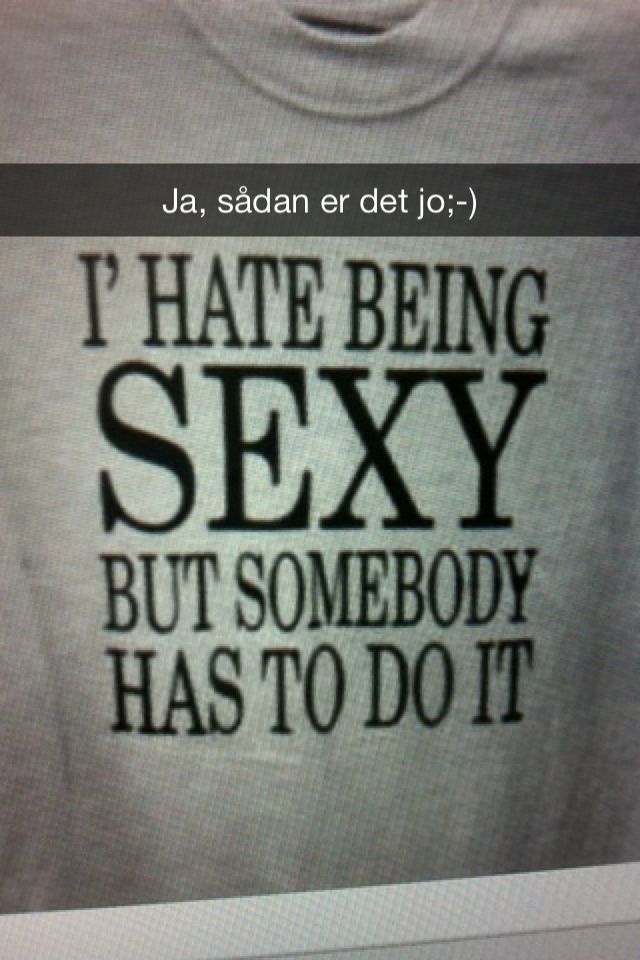 Ja, sådan er det jo;-)
I' HATE BEING
SEXY
BUT SOMEBODY
HAS TO DO IT